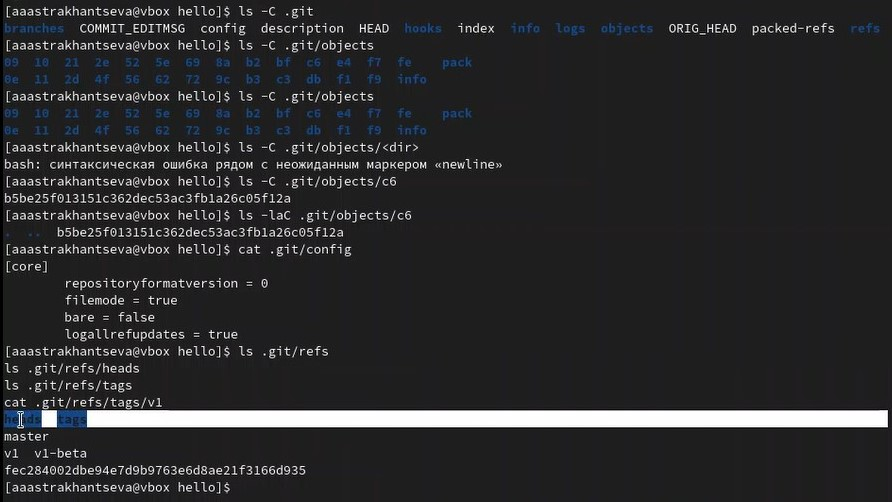 [aaastrakhantseva@vbox hello]$ ls -C .git
branches COMMIT_EDITMSG config description HEAD hooks index info logs objects ORIG_HEAD packed-refs refs
[aaastrakhantseva@vbox hello]$ ls -C .git/objects
09 10 21 2e 52 5e 69 8a b2 bf c6 e4 f7 fe pack
0e 11 2d 4f 56 62 72 9c b3 c3 db f1 f9 info
[aaastrakhantseva@vbox hello]$ ls -C .git/objects
09 10 21 2e 52 5e 69 8a b2 bf c6 e4 f7 fe pack
0e 11 2d 4f 56 62 72 9c b3 c3 db f1 f9 info
[aaastrakhantseva@vbox hello]$ ls -C .git/objects/<dir>
bash: синтаксическая ошибка рядом с неожиданным маркером «newline»
[aaastrakhantseva@vbox hello]$ ls -C .git/objects/c6
b5be25f013151c362dec53ac3fb1a26c05f12a
[aaastrakhantseva@vbox hello]$ ls -laC .git/objects/c6
. .. b5be25f013151c362dec53ac3fb1a26c05f12a
[aaastrakhantseva@vbox hello]$ cat .git/config
[core]
repositoryformatversion = 0
filemode = true
bare = false
logallrefupdates = true
[aaastrakhantseva@vbox hello]$ ls .git/refs
ls .git/refs/heads
ls .git/refs/tags
cat .git/refs/tags/v1
heads tags
master
v1 v1-beta
fec284002dbe94e7d9b9763e6d8ae21f3166d935
[aaastrakhantseva@vbox hello]$